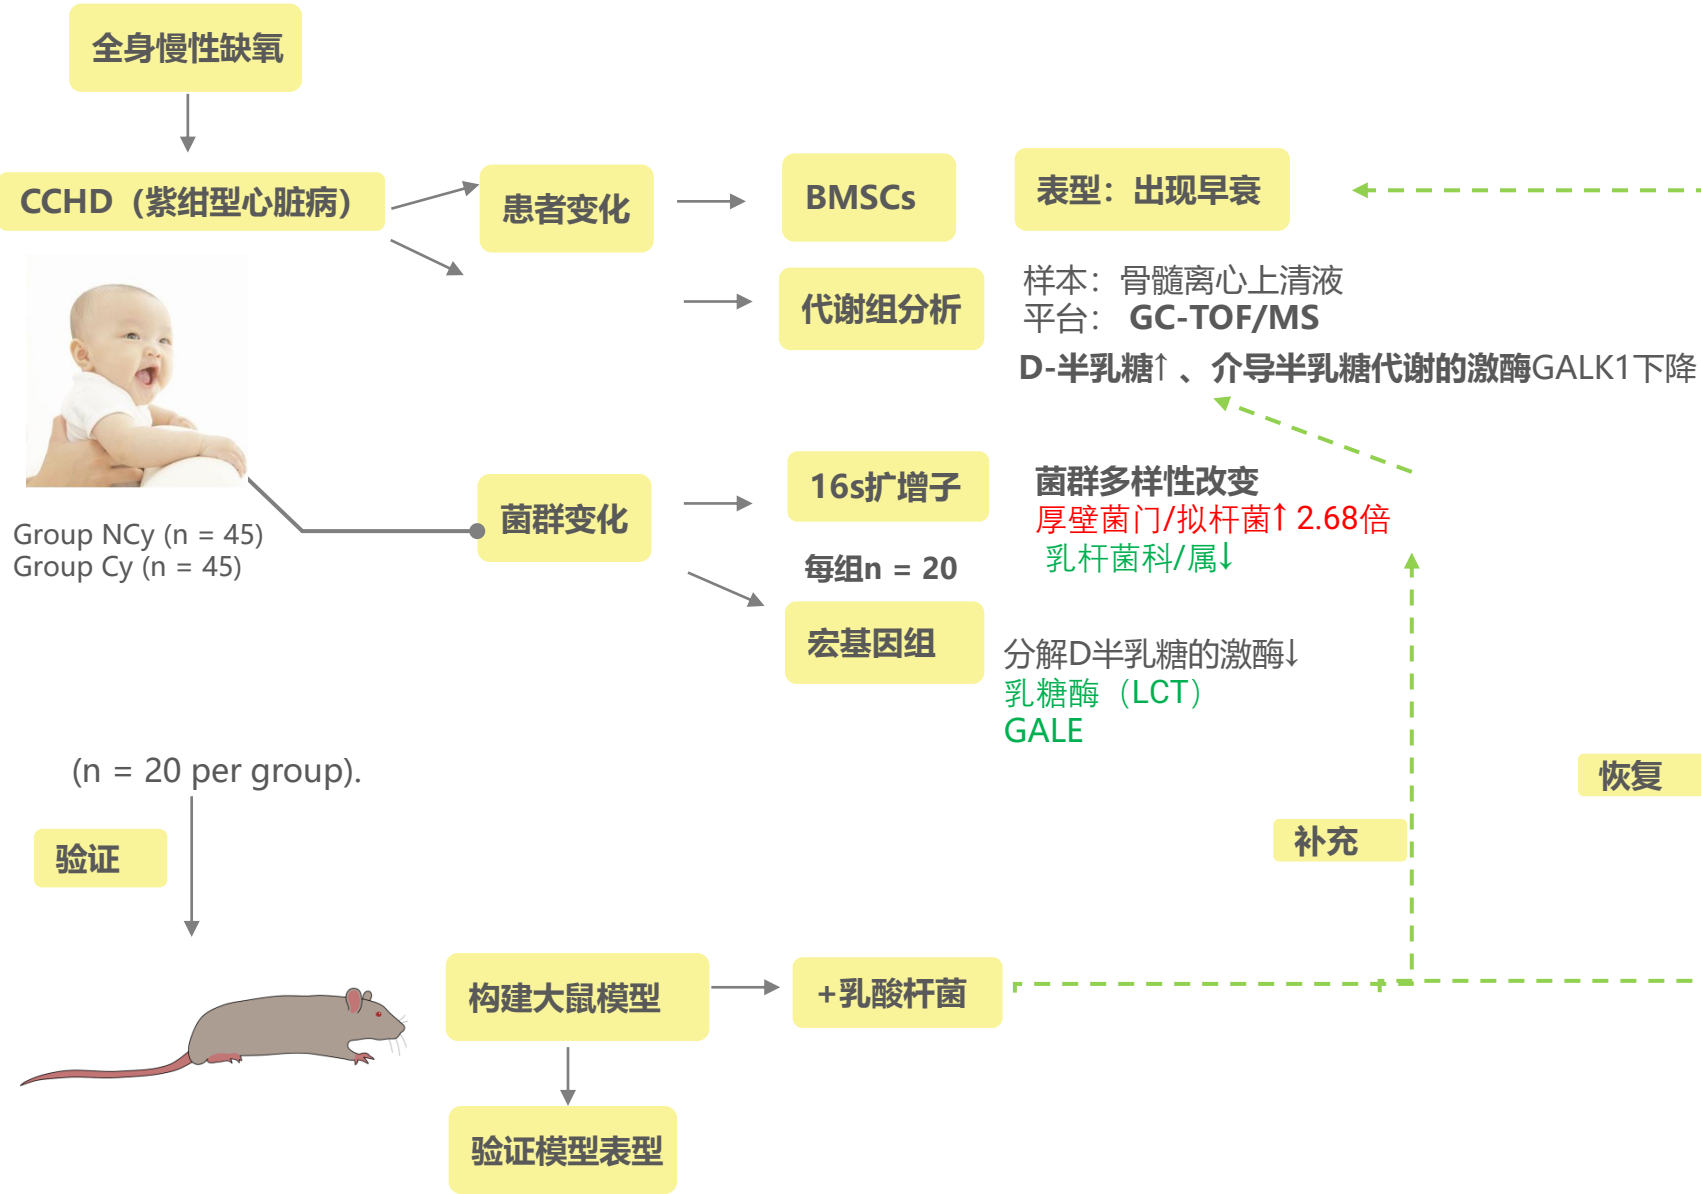 全身慢性缺氧
CCHD（紫绀型心脏病）
患者变化
BMSCs
表型：出现早衰
代谢组分析
样本：骨髓离心上清液
平台： GC-TOF/MS
D-半乳糖↑、介导半乳糖代谢的激酶GALK1下降
Group NCy (n = 45)
Group Cy (n = 45)
菌群变化
16s扩增子
菌群多样性改变
厚壁菌门/拟杆菌↑ 2.68倍
乳杆菌科/属↓
每组n = 20
宏基因组
分解D半乳糖的激酶↓
乳糖酶（LCT）
GALE
(n = 20 per group).
验证
恢复
补充
构建大鼠模型
+乳酸杆菌
验证模型表型